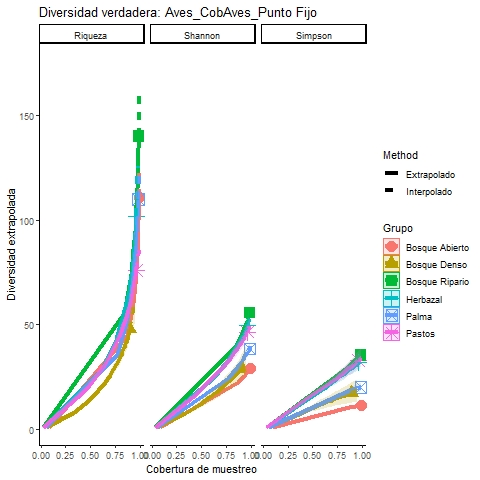 Diversidad verdadera: Aves_CobAves_Punto Fijo
Riqueza
Shannon
Simpson
Diversidad extrapolada
150
100
50
0
0.00 0.25 0.50 0.75 1.00
0.00 0.25 0.50 0.75 1.00
0.00 0.25 0.50 0.75 1.00
Cobertura de muestreo
Method
Extrapolado
Interpolado
Grupo
Bosque Abierto
Bosque Denso
Bosque Ripario
Herbazal
Palma
Pastos